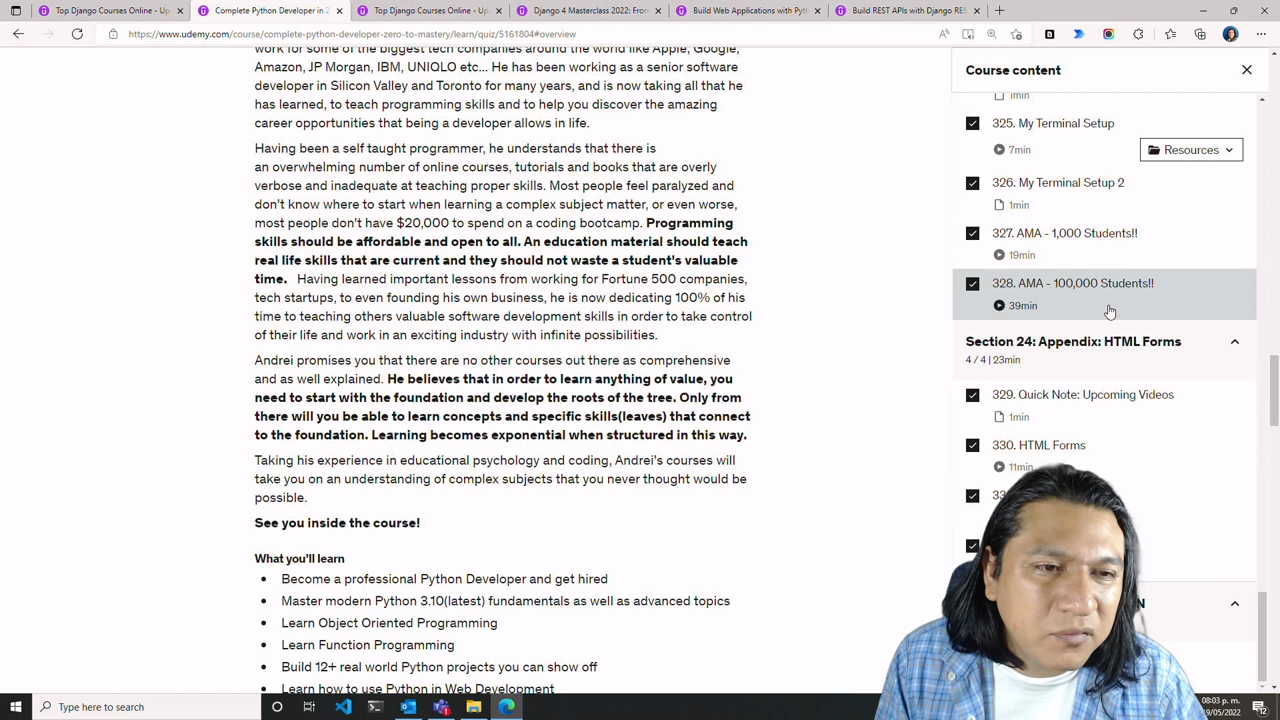 Top Django Courses Online - Up
Complete Python Developer in 2
Top Django Courses Online - Up
Django 4 Masterclass 2022: From
Build Web Applications with Pyth
Build REST APIs with Django RES
https://www.udemy.com/course/complete-python-developer-zero-to-mastery/learn/quiz/5161804#overview
work for some of the biggest tech companies around the world like Apple, Google,
Amazon, JP Morgan, IBM, UNIQLO etc... He has been working as a senior software
developer in Silicon Valley and Toronto for many years, and is now taking all that he
has learned, to teach programming skills and to help you discover the amazing
career opportunities that being a developer allows in life.
Having been a self taught programmer, he understands that there is
an overwhelming number of online courses, tutorials and books that are overly
verbose and inadequate at teaching proper skills. Most people feel paralyzed and
don't know where to start when learning a complex subject matter, or even worse,
most people don't have $20,000 to spend on a coding bootcamp. Programming
skills should be affordable and open to all. An education material should teach
real life skills that are current and they should not waste a student's valuable
time. Having learned important lessons from working for Fortune 500 companies,
tech startups, to even founding his own business, he is now dedicating 100% of his
time to teaching others valuable software development skills in order to take control
of their life and work in an exciting industry with infinite possibilities.
Andrei promises you that there are no other courses out there as comprehensive
and as well explained. He believes that in order to learn anything of value, you
need to start with the foundation and develop the roots of the tree. Only from
there will you be able to learn concepts and specific skills(leaves) that connect
to the foundation. Learning becomes exponential when structured in this way.
Taking his experience in educational psychology and coding, Andrei's courses will
take you on an understanding of complex subjects that you never thought would be
possible.
See you inside the course!
What you'll learn
Become a professional Python Developer and get hired
Master modern Python 3.10(latest) fundamentals as well as advanced topics
Learn Object Oriented Programming
Learn Function Programming
Build 12+ real world Python projects you can show off
Learn how to use Python in Web Development
Course content
1min
325. My Terminal Setup
7min
Resources
326. My Terminal Setup 2
1min
327. AMA - 1,000 Students!!
19min
328. AMA - 100,000 Students!!
39min
Section 24: Appendix: HTML Forms
4 / 4 | 23min
329. Quick Note: Upcoming Videos
1min
330. HTML Forms
11min
Type here to search
08:03 p. m.
19/05/2022
12